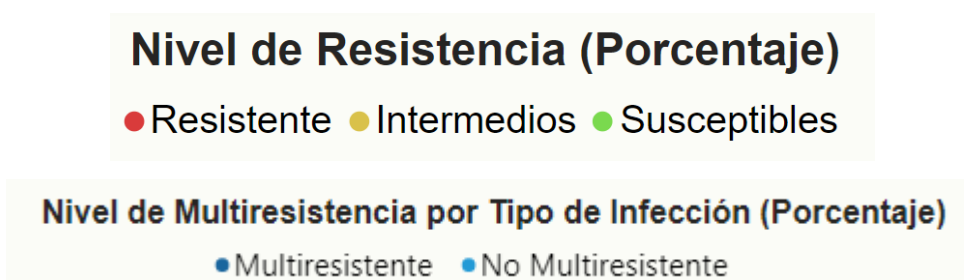 Nivel de Resistencia (Porcentaje)
Resistente Intermedios Susceptibles
Nivel de Multiresistencia por Tipo de Infección (Porcentaje)
Multiresistente No Multiresistente